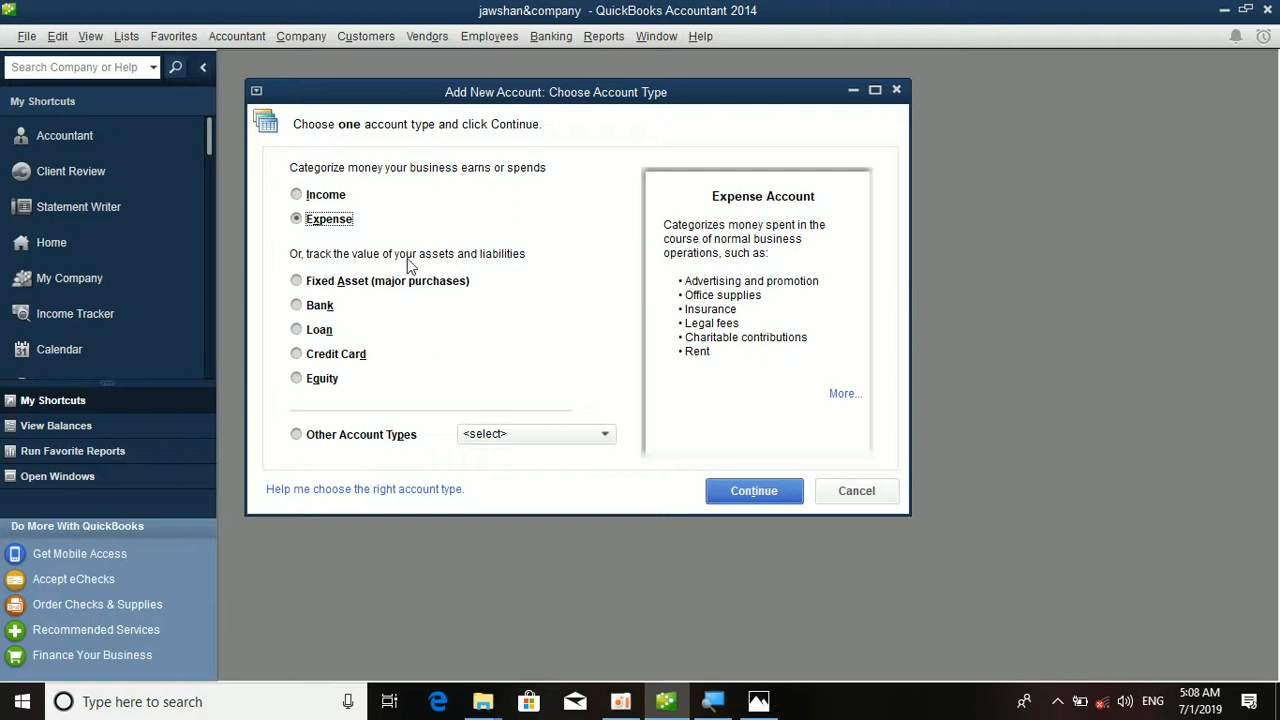 jawshan&company - QuickBooks Accountant 2014
File Edit View Lists Favorites Accountant Company Customers Vendors Employees Banking Reports Window Help
Search Company or Help
My Shortcuts
Accountant
Client Review
Statement Writer
Home
My Company
Income Tracker
Calendar
My Shortcuts
View Balances
Run Favorite Reports
Open Windows
Do More With QuickBooks
Get Mobile Access
Accept eChecks
Order Checks & Supplies
Recommended Services
Finance Your Business
Add New Account: Choose Account Type
Choose one account type and click Continue.
Categorize money your business earns or spends
Income
Expense
Or, track the value of your assets and liabilities
Fixed Asset (major purchases)
Bank
Loan
Credit Card
Equity
Other Account Types <select>
Expense Account
Categorizes money spent in the
course of normal business
operations, such as:
• Advertising and promotion
• Office supplies
• Insurance
• Legal fees
• Charitable contributions
• Rent
More...
Help me choose the right account type.
Continue Cancel
Type here to search
ENG
5:08 AM
7/1/2019